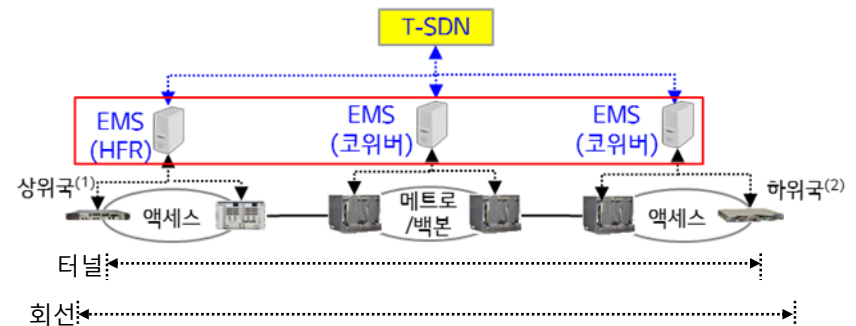 T-SDN
EMS
(HFR)
EMS
(코위버)
EMS
(코위버)
상위국(1)
하위국(2)
액세스
메트로
/백본
액세스
터널
회선